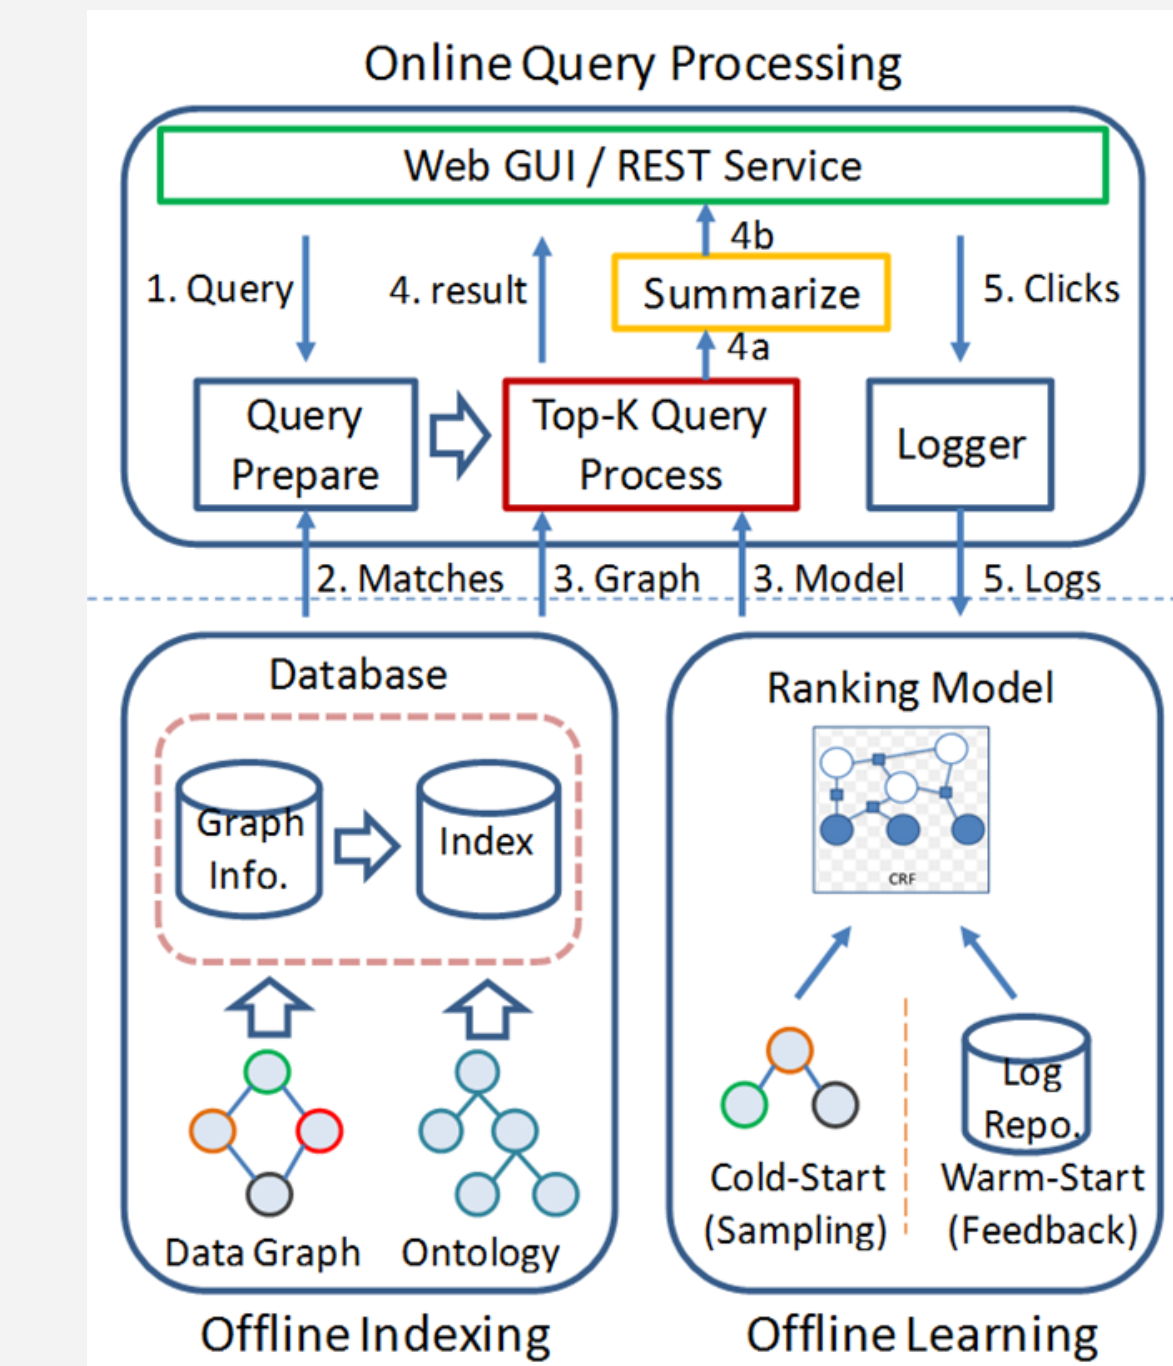 Online Query Processing
Web GUI / REST Service
4b
1. Query
4. result
Summarize
5. Clicks
4a
Query
Prepare
Top-K Query
Process
Logger
2. Matches
3. Graph
3. Model
5. Logs
Database
Graph
Info.
Index
Data Graph
Ontology
Offline Indexing
Ranking Model
CRF
Log
Repo.
Cold-Start
(Sampling)
Warm-Start
(Feedback)
Offline Learning